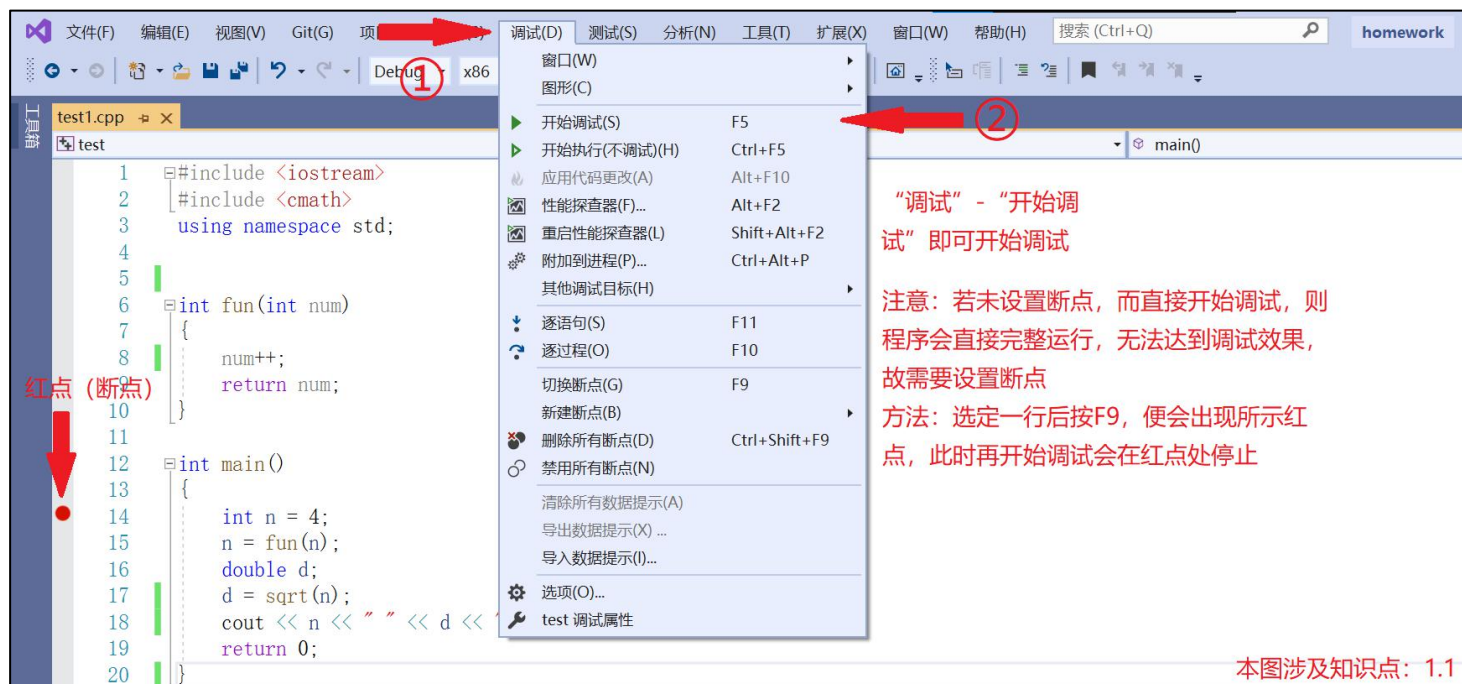 文件(F) 编辑(E) 视图(V) Git(G) 项 调试(D) 测试(S) 分析(N) 工具(T) 扩展(X) 窗口(W) 帮助(H) 搜索 (Ctrl+Q) homework
Debug x86
①
工具箱
test1.cpp
test
main()
窗口(W)
图形(C)
开始调试(S) F5
②
开始执行(不调试)(H) Ctrl+F5
应用代码更改(A) Alt+F10
性能探查器(F)... Alt+F2
重启性能探查器(L) Shift+Alt+F2
附加到进程(P)... Ctrl+Alt+P
其他调试目标(H)
逐语句(S) F11
逐过程(O) F10
切换断点(G) F9
新建断点(B)
删除所有断点(D) Ctrl+Shift+F9
禁用所有断点(N)
清除所有数据提示(A)
导出数据提示(X) ...
导入数据提示(I)...
选项(O)...
test 调试属性
1 #include <iostream>
2 #include <cmath>
3 using namespace std;
4
5
6 int fun(int num)
7 {
8 num++;
9 return num;
10 }
11
12 int main()
13 {
14 int n = 4;
15 n = fun(n);
16 double d;
17 d = sqrt(n);
18 cout << n << " " << d << "
19 return 0;
20 }
红点（断点）
“调试” - “开始调
试”即可开始调试
注意：若未设置断点，而直接开始调试，则
程序会直接完整运行，无法达到调试效果，
故需要设置断点
方法：选定一行后按F9，便会出现所示红
点，此时再开始调试会在红点处停止
本图涉及知识点：1.1